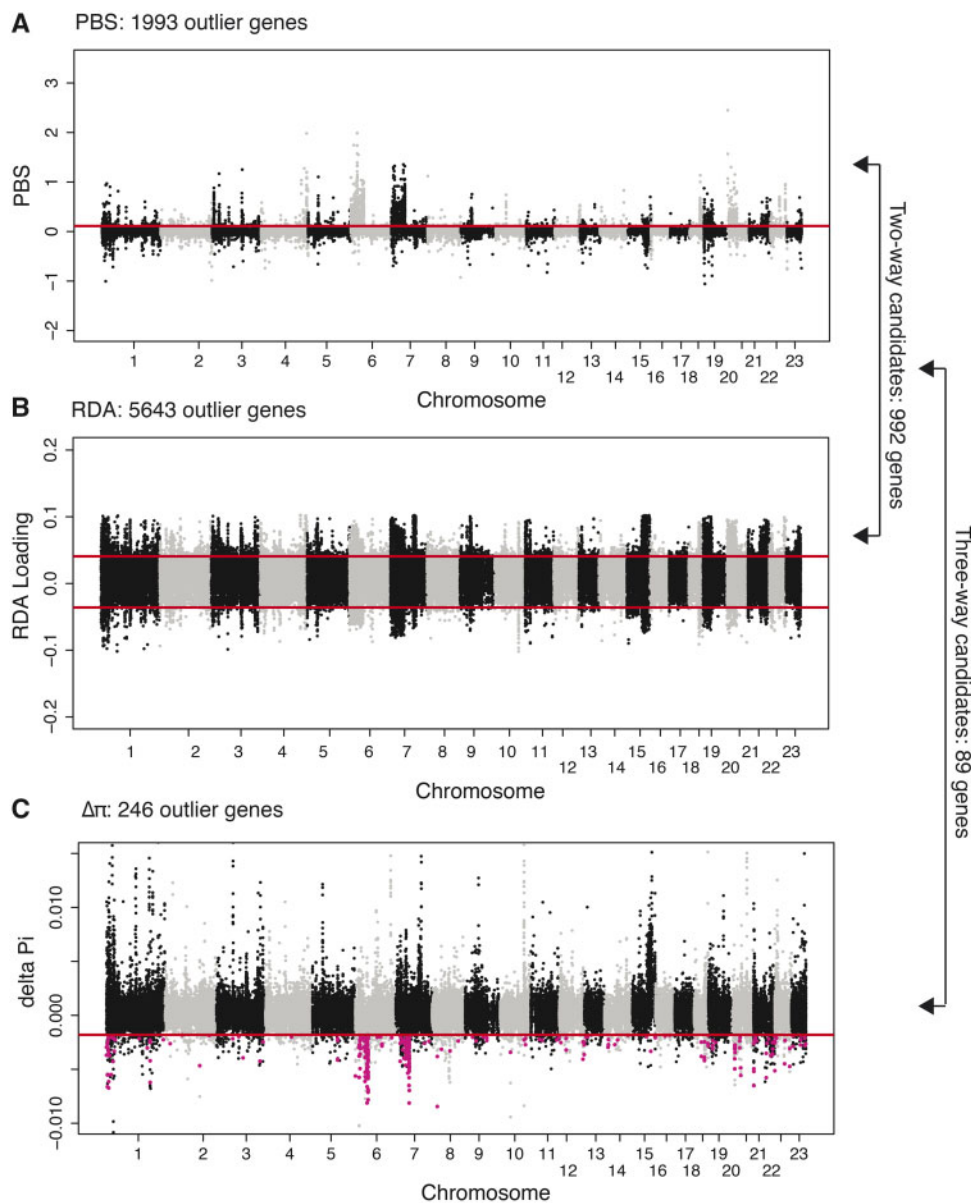 A PBS: 1993 outlier genes
3
2
1
0
-1
-2
PBS
1 2 3 4 5 6 7 8 9 10 11 13 15 17 19 21 23
12 14 16 18 20 22
Chromosome
B RDA: 5643 outlier genes
0.2
0.1
0.0
-0.1
-0.2
RDA Loading
1 2 3 4 5 6 7 8 9 10 11 13 15 17 19 21 23
12 14 16 18 20 22
Chromosome
C Δπ: 246 outlier genes
0.010
0.000
-0.010
delta Pi
1 2 3 4 5 6 7 8 9 10 11 13 15 17 19 21 23
12 14 16 18 20 22
Chromosome
Two-way candidates: 992 genes
Three-way candidates: 89 genes